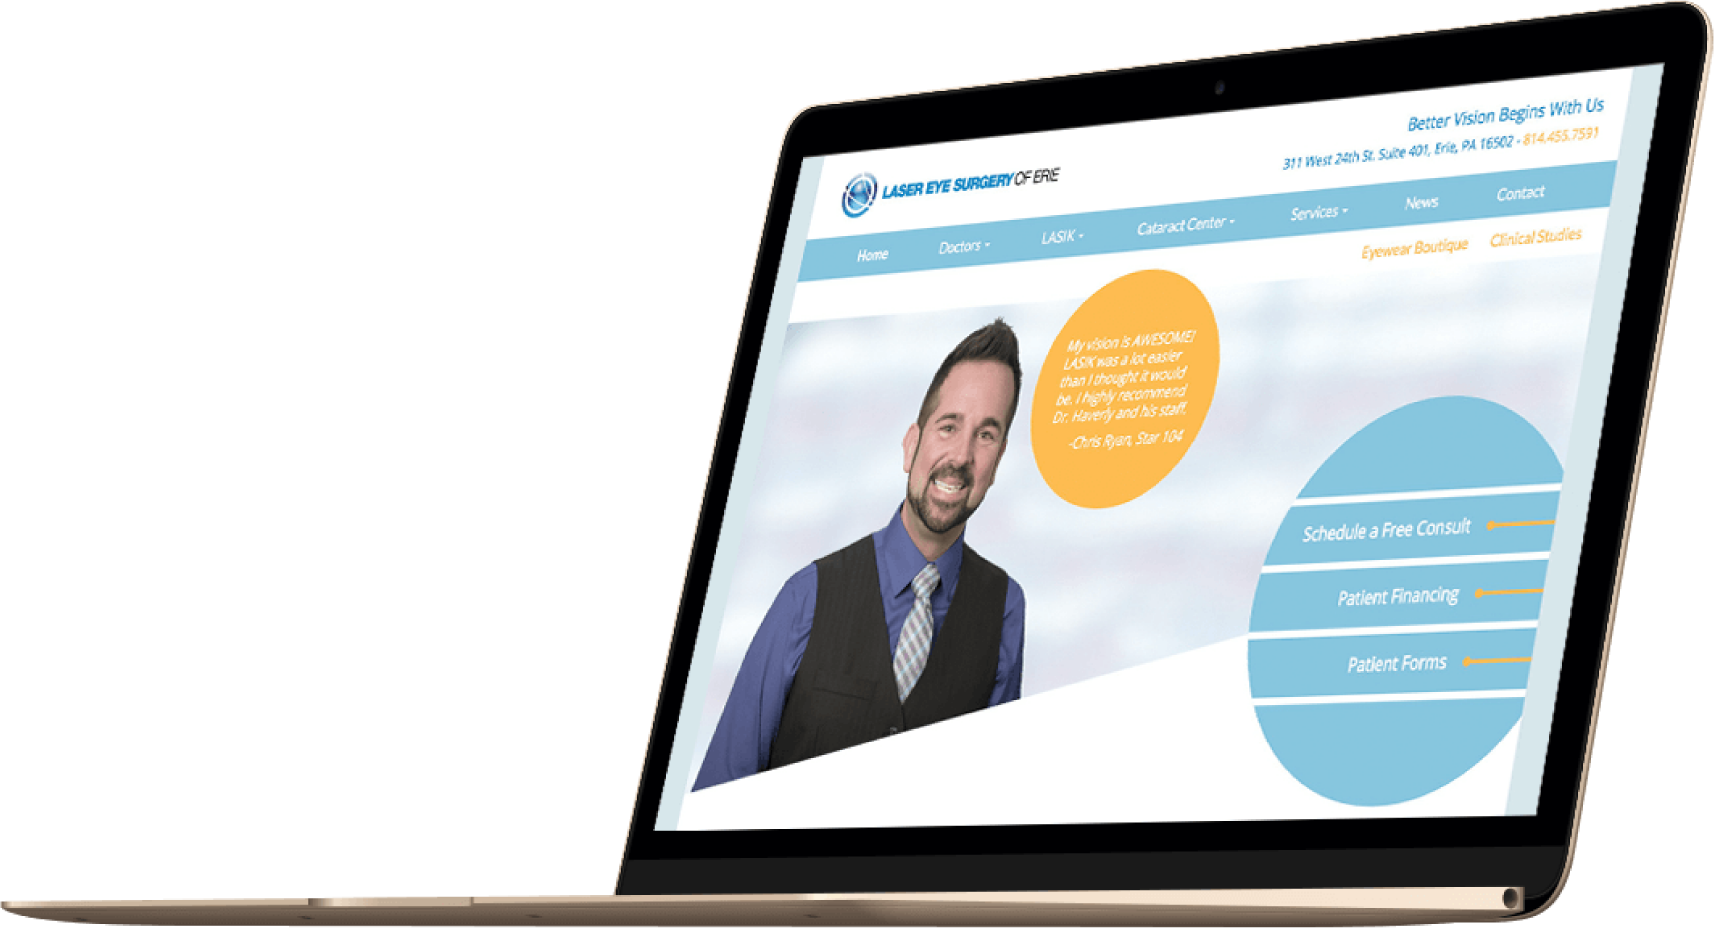 Better Vision Begins With Us
311 West 24th St. Suite 401, Erie, PA 16502 - 814.455.7591
LASER EYE SURGERY OF ERIE
Home Doctors LASIK Cataract Center Services News Contact
Eyewear Boutique Clinical Studies
My vision is AWESOME!
LASIK was a lot easier
than I thought it would
be. I highly recommend
Dr. Haverly and his staff.
-Chris Ryan, Star 104
Schedule a Free Consult
Patient Financing
Patient Forms